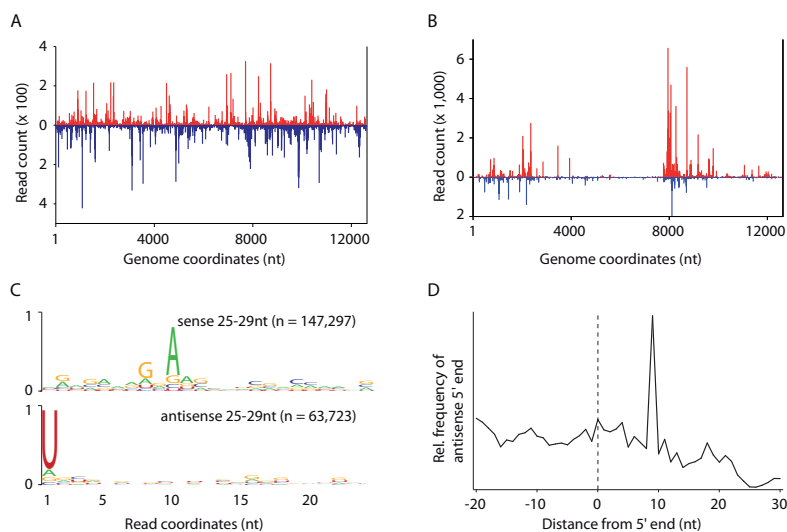 A
4
2
0
2
4
Read count (x 100)
1 4000 8000 12000
Genome coordinates (nt)
B
6
4
2
0
2
Read count (x 1,000)
1 4000 8000 12000
Genome coordinates (nt)
C
1
0
sense 25-29nt (n = 147,297)
G
A
1
0
antisense 25-29nt (n = 63,723)
U
A
1 5 10 15 20
Read coordinates (nt)
D
Rel. frequency of
antisense 5' end
-20 -10 0 10 20 30
Distance from 5' end (nt)